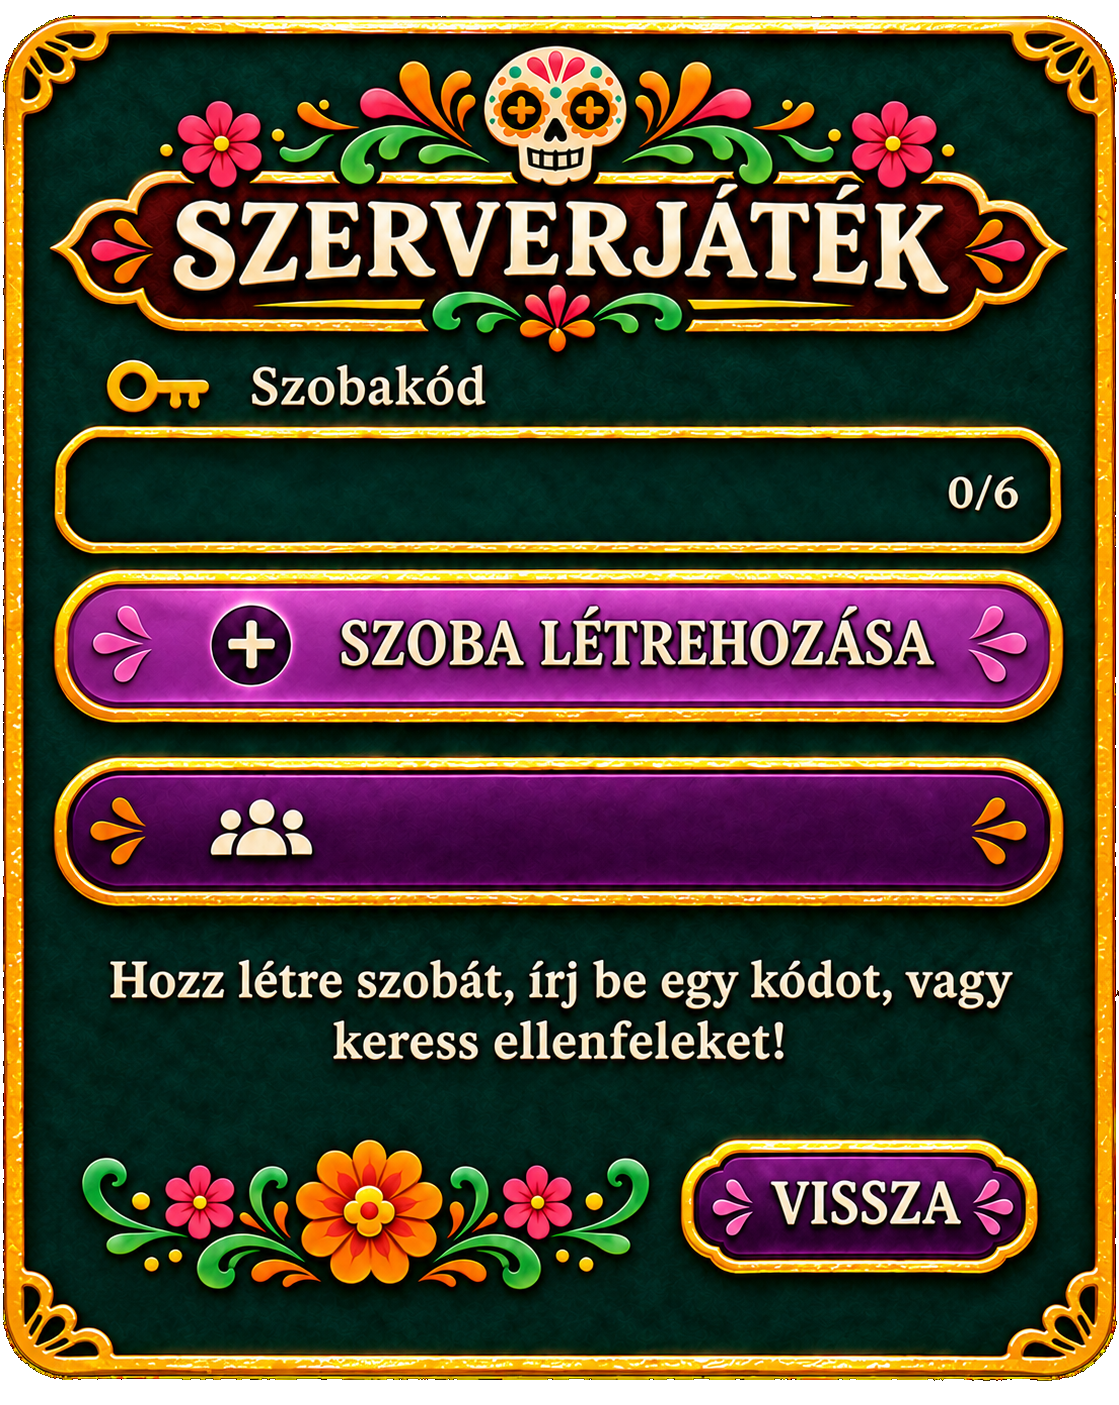 SZERVERJÁTÉK
Szobakód
0/6
SZOBA LÉTREHOZÁSA
Hozz létre szobát, írj be egy kódot, vagy
keress ellenfeleket!
VISSZA